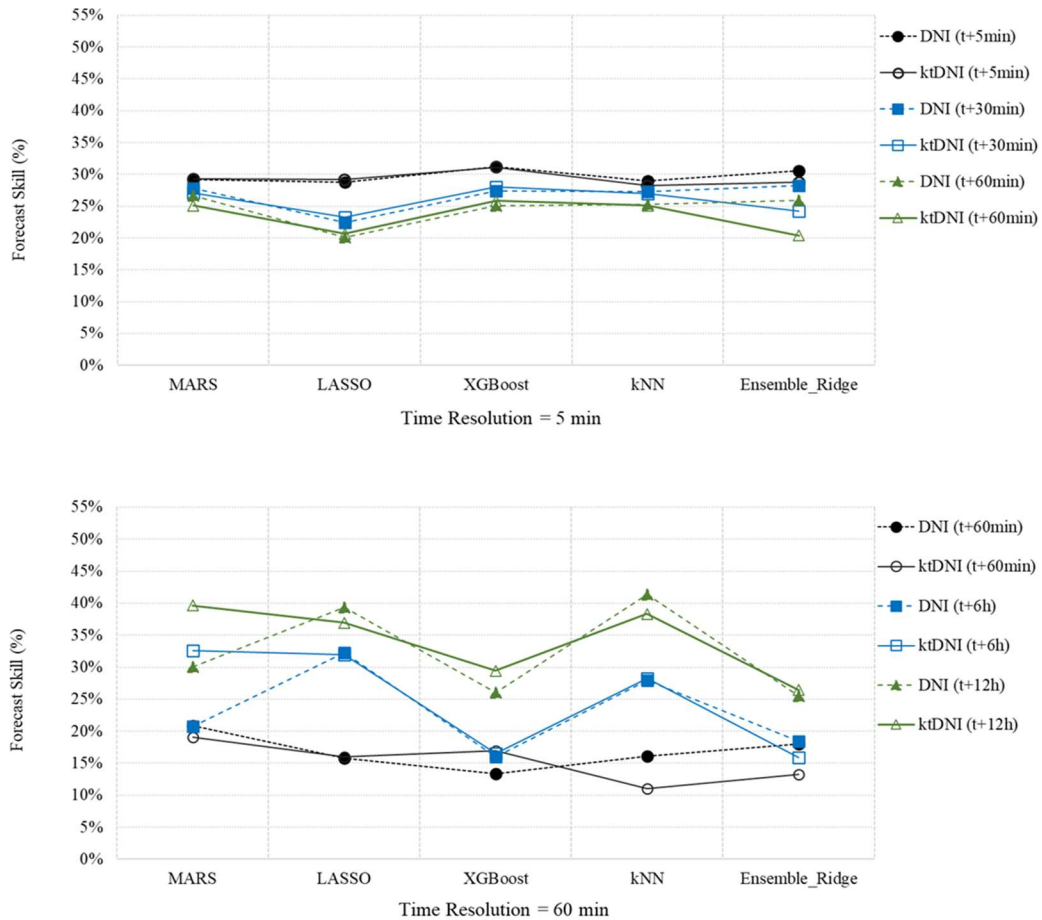 55%
50%
45%
40%
35%
30%
25%
20%
15%
10%
5%
0%
Forecast Skill (%)
MARS LASSO XGBoost kNN Ensemble_Ridge
Time Resolution = 5 min
DNI (t+5min)
ktDNI (t+5min)
DNI (t+30min)
ktDNI (t+30min)
DNI (t+60min)
ktDNI (t+60min)
55%
50%
45%
40%
35%
30%
25%
20%
15%
10%
5%
0%
Forecast Skill (%)
MARS LASSO XGBoost kNN Ensemble_Ridge
Time Resolution = 60 min
DNI (t+60min)
ktDNI (t+60min)
DNI (t+6h)
ktDNI (t+6h)
DNI (t+12h)
ktDNI (t+12h)